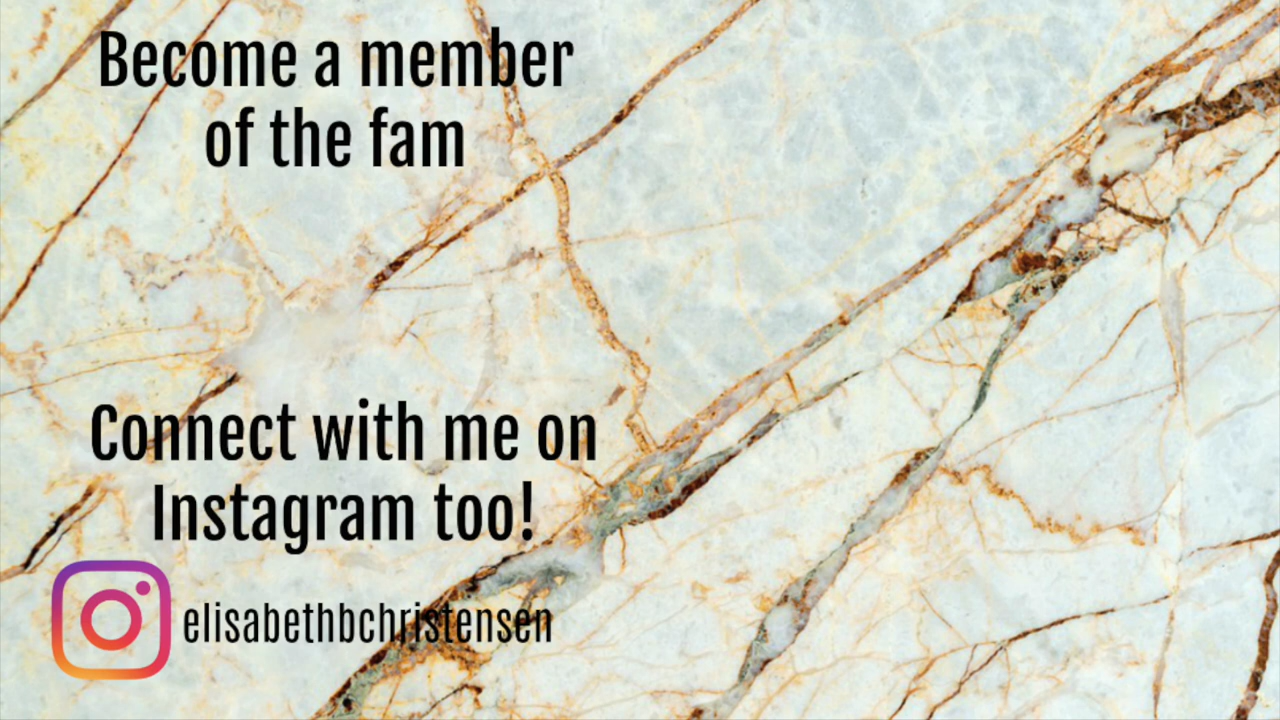 Become a member
of the fam
Connect with me on
Instagram too!
elisabethbchristensen